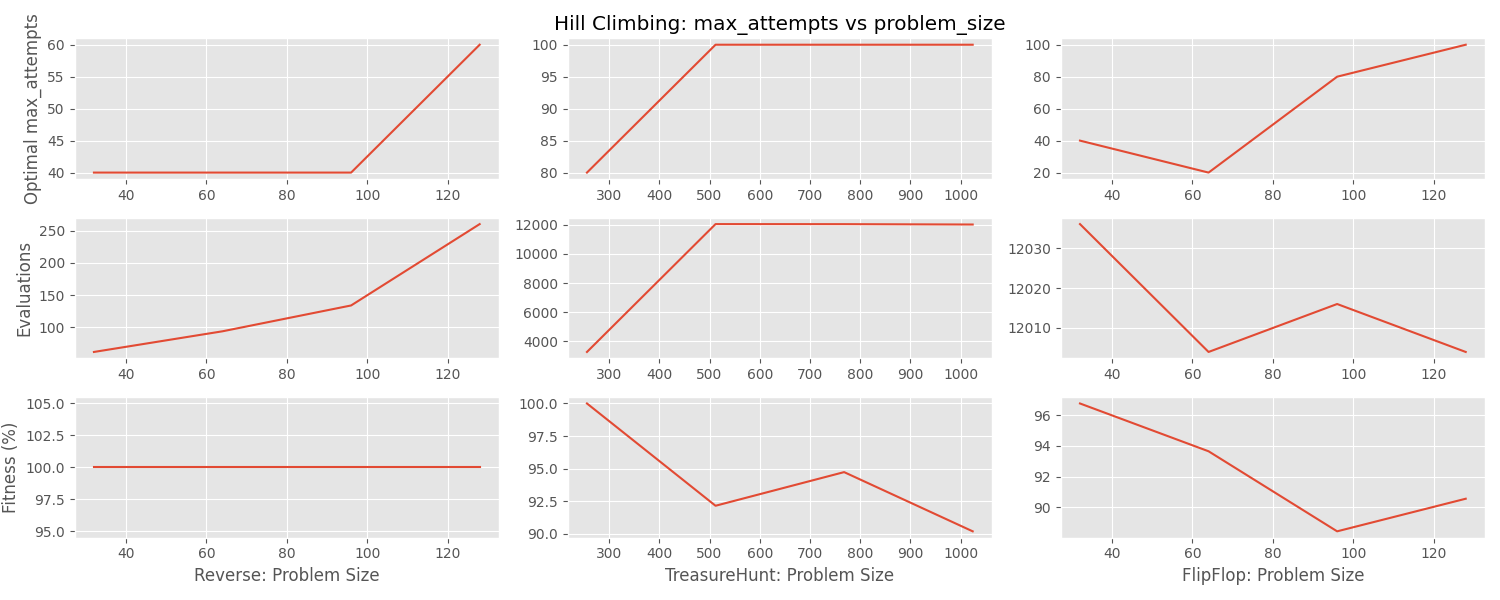 Hill Climbing: max_attempts vs problem_size
Optimal max_attempts
60
55
50
45
40
40 60 80 100 120
100
95
90
85
80
300 400 500 600 700 800 900 1000
100
80
60
40
20
40 60 80 100 120
Evaluations
250
200
150
100
40 60 80 100 120
12000
10000
8000
6000
4000
300 400 500 600 700 800 900 1000
12030
12020
12010
40 60 80 100 120
Fitness (%)
105.0
102.5
100.0
97.5
95.0
40 60 80 100 120
Reverse: Problem Size
100.0
97.5
95.0
92.5
90.0
300 400 500 600 700 800 900 1000
TreasureHunt: Problem Size
96
94
92
90
40 60 80 100 120
FlipFlop: Problem Size